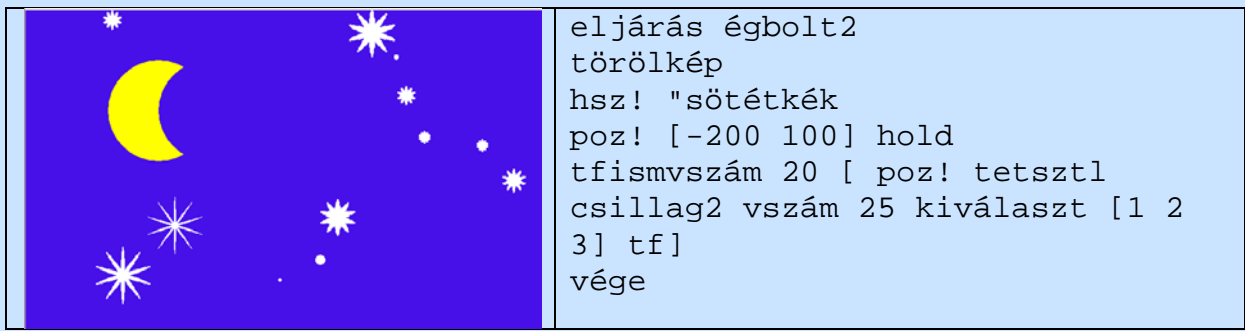 eljárás égbolt2
törölkép
hsz! "sötétkék
poz! [-200 100] hold
tfismvszám 20 [ poz! tetsztl
csillag2 vszám 25 kiválaszt [1 2
3] tf]
vége